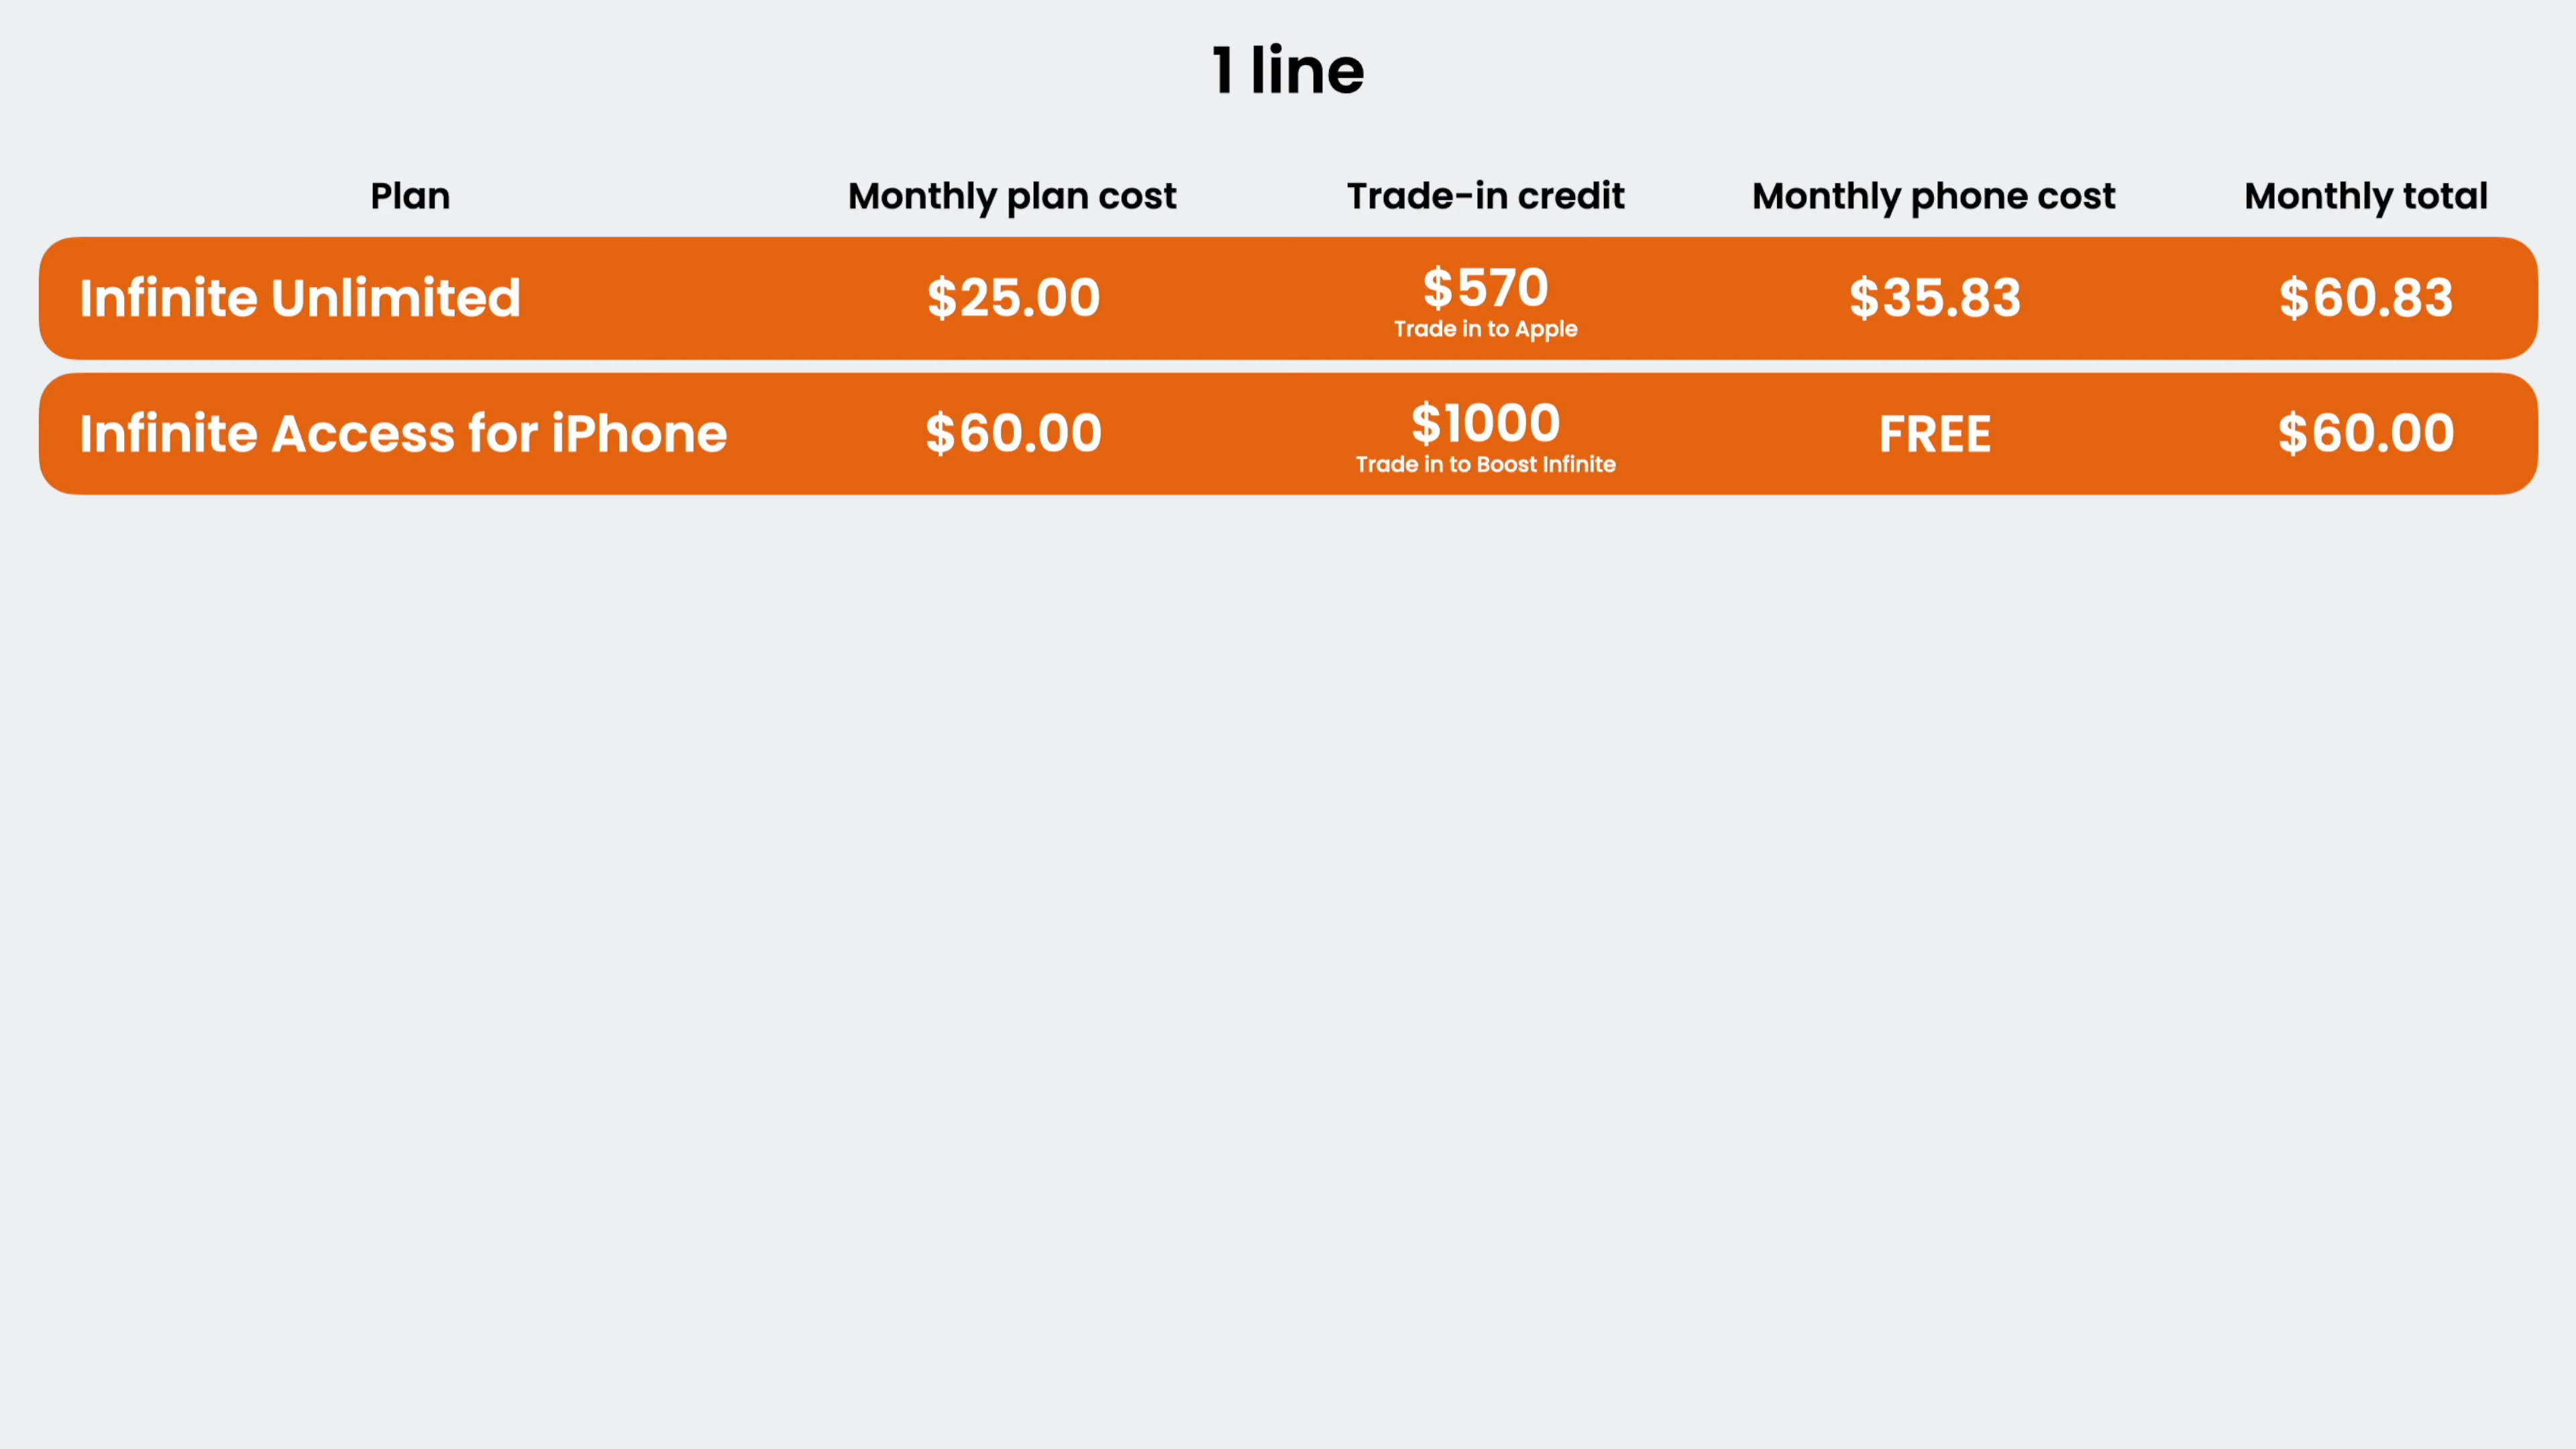 1 line
Plan Monthly plan cost Trade-in credit Monthly phone cost Monthly total
Infinite Unlimited $25.00 $570 $35.83 $60.83
Trade in to Apple
Infinite Access for iPhone $60.00 $1000 FREE $60.00
Trade in to Boost Infinite